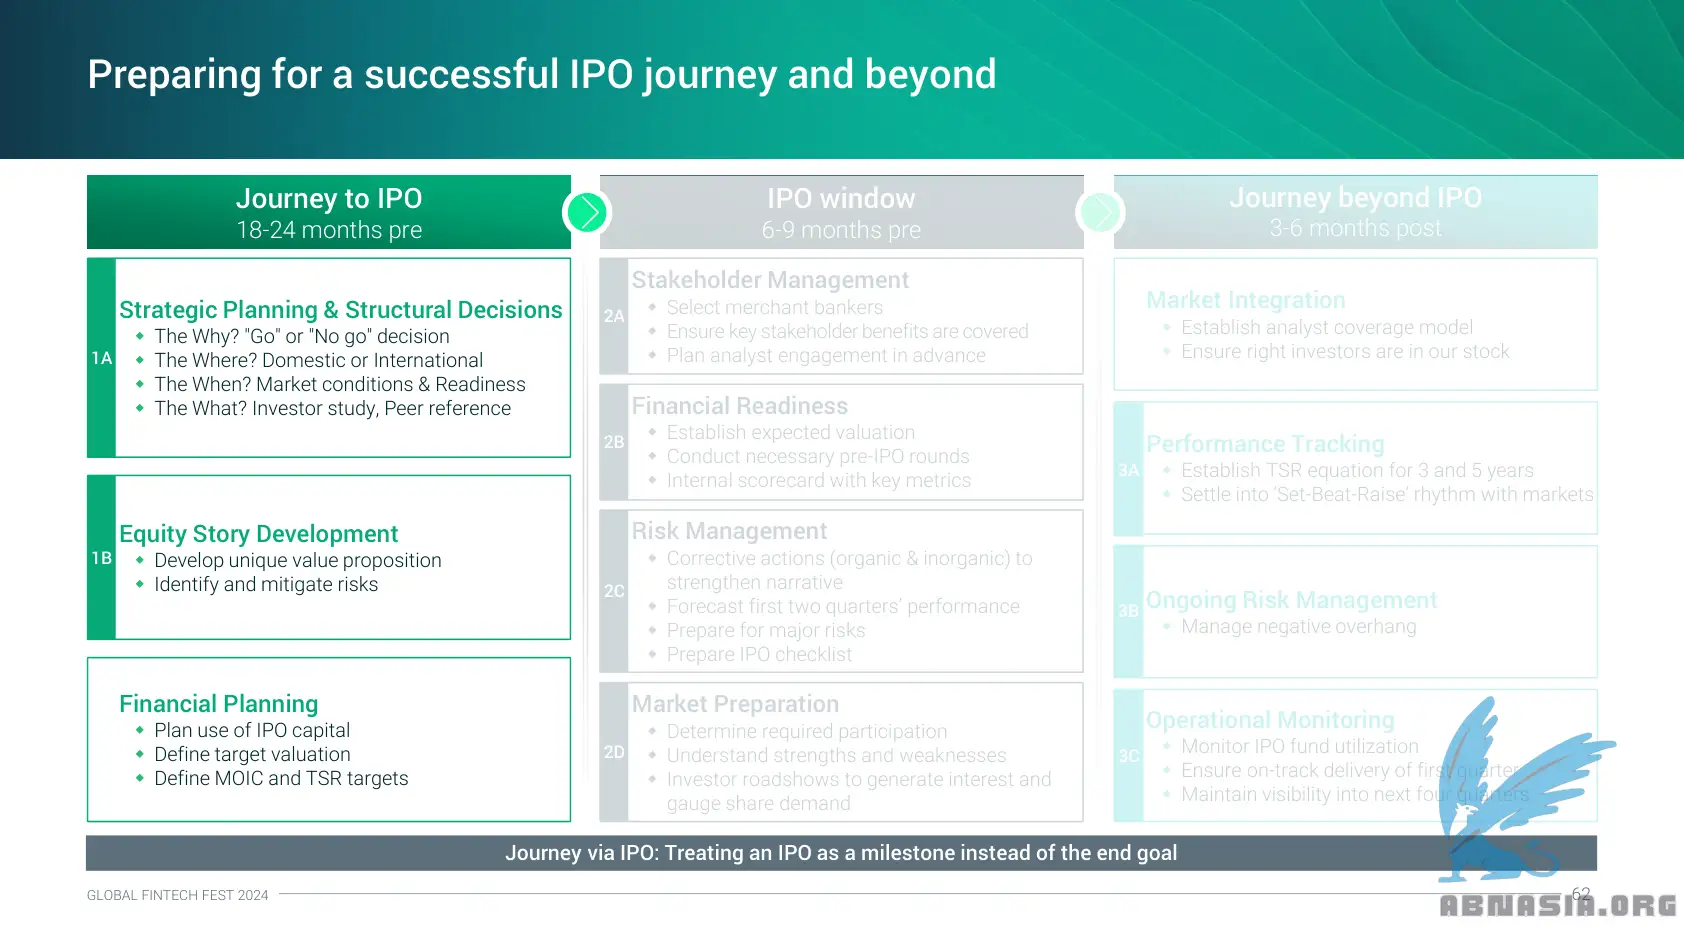 Preparing for a successful IPO journey and beyond
Journey to IPO
18-24 months pre
1A
Strategic Planning & Structural Decisions
The Why? "Go" or "No go" decision
The Where? Domestic or International
The When? Market conditions & Readiness
The What? Investor study, Peer reference
1B
Equity Story Development
Develop unique value proposition
Identify and mitigate risks
Financial Planning
Plan use of IPO capital
Define target valuation
Define MOIC and TSR targets
IPO window
6-9 months pre
2A
Stakeholder Management
Select merchant bankers
Ensure key stakeholder benefits are covered
Plan analyst engagement in advance
2B
Financial Readiness
Establish expected valuation
Conduct necessary pre-IPO rounds
Internal scorecard with key metrics
2C
Risk Management
Corrective actions (organic & inorganic) to
strengthen narrative
Forecast first two quarters’ performance
Prepare for major risks
Prepare IPO checklist
2D
Market Preparation
Determine required participation
Understand strengths and weaknesses
Investor roadshows to generate interest and
gauge share demand
Journey beyond IPO
3-6 months post
Market Integration
Establish analyst coverage model
Ensure right investors are in our stock
3A
Performance Tracking
Establish TSR equation for 3 and 5 years
Settle into ‘Set-Beat-Raise’ rhythm with markets
3B
Ongoing Risk Management
Manage negative overhang
3C
Operational Monitoring
Monitor IPO fund utilization
Ensure on-track delivery of first quarter
Maintain visibility into next four quarters
Journey via IPO: Treating an IPO as a milestone instead of the end goal
GLOBAL FINTECH FEST 2024
62
ABNASIA.ORG